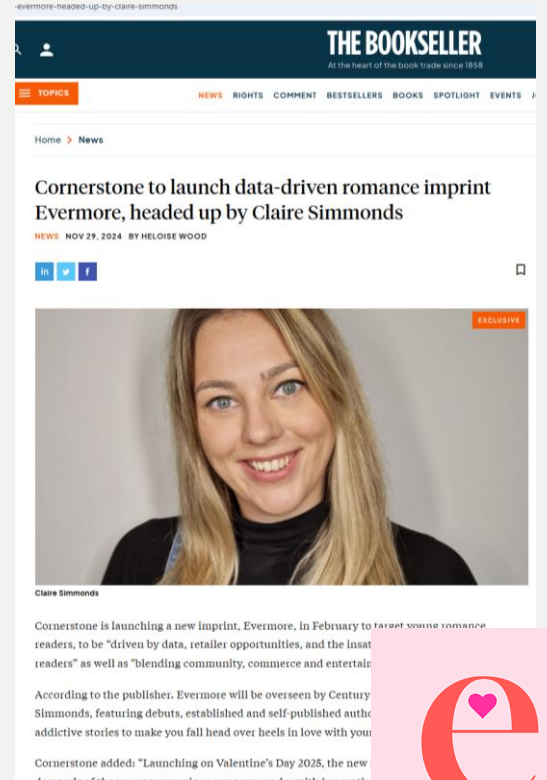 -evermore-headed-up-by-claire-simmonds
THE BOOKSELLER
At the heart of the book trade since 1858
TOPICS
NEWS RIGHTS COMMENT BESTSELLERS BOOKS SPOTLIGHT EVENTS
Home > News
Cornerstone to launch data-driven romance imprint
Evermore, headed up by Claire Simmonds
NEWS NOV 29, 2024 BY HELOISE WOOD
in f
EXCLUSIVE
Claire Simmonds
Cornerstone is launching a new imprint, Evermore, in February to target young romance
readers, to be “driven by data, retailer opportunities, and the insat
readers” as well as “blending community, commerce and entertain
According to the publisher, Evermore will be overseen by Century
Simmonds, featuring debuts, established and self-published autho
addictive stories to make you fall head over heels in love with your
Cornerstone added: “Launching on Valentine’s Day 2025, the new
e